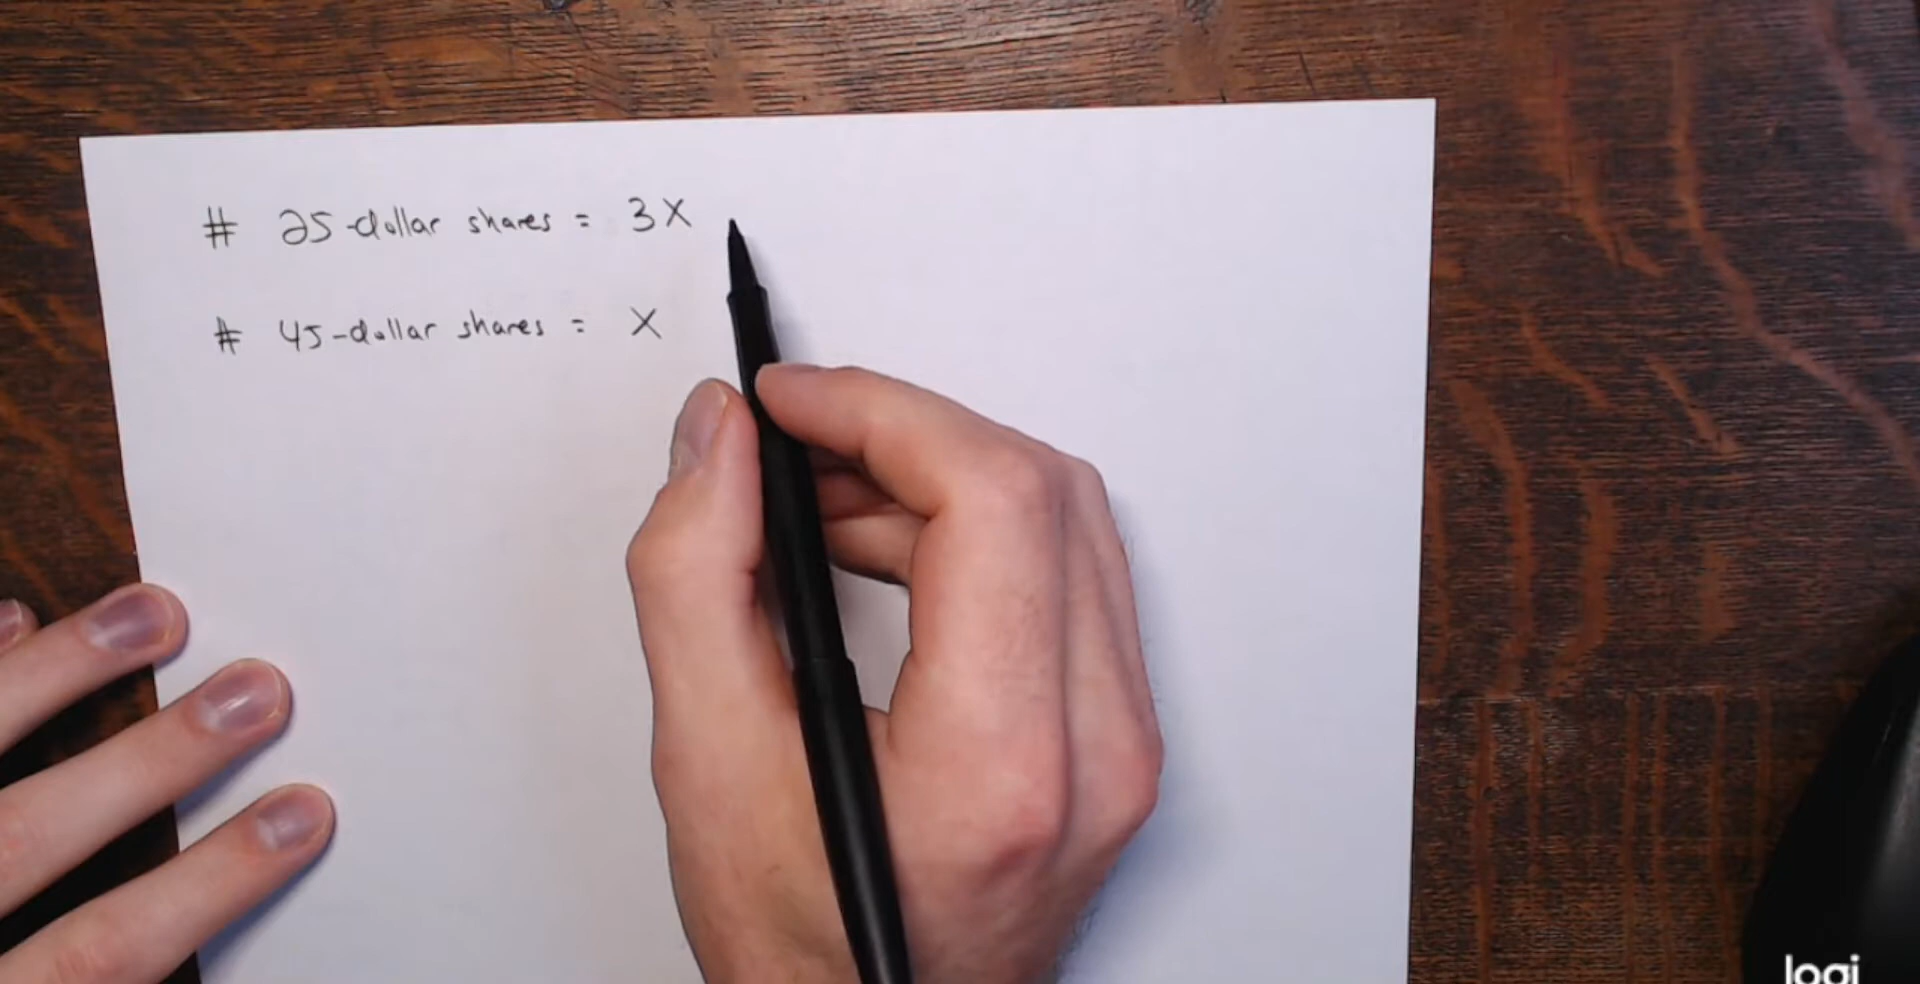 # 25-dollar shares = 3X
# 45-dollar shares = X
logi